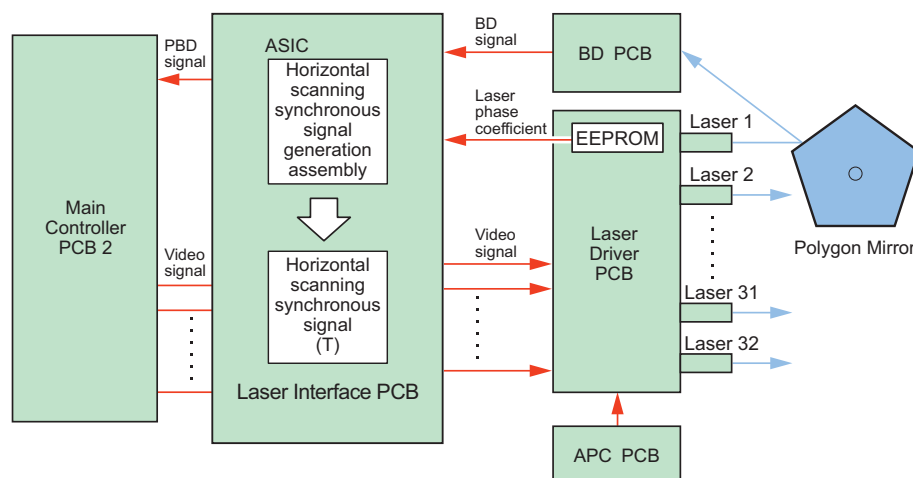 PBD
signal
Main
Controller
PCB 2
Video
signal
ASIC
Horizontal
scanning
synchronous
signal
generation
assembly
Horizontal
scanning
synchronous
signal
(T)
Laser Interface PCB
BD
signal
Laser
phase
coefficient
Video
signal
BD PCB
EEPROM
Laser
Driver
PCB
APC PCB
Laser 1
Laser 2
Laser 31
Laser 32
Polygon Mirror